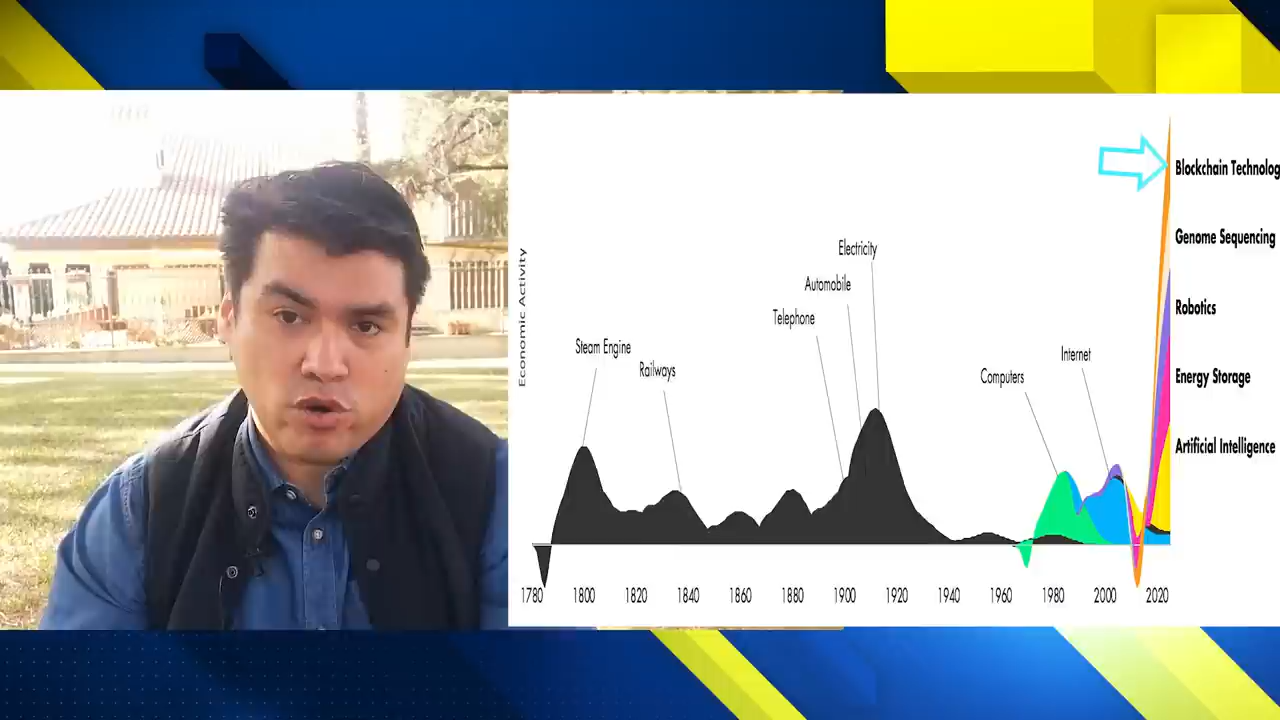 Blockchain Technolog
Genome Sequencing
Robotics
Energy Storage
Artificial Intelligence
Electricity
Automobile
Telephone
Steam Engine
Railways
Internet
Computers
Economic Activity
1780 1800 1820 1840 1860 1880 1900 1920 1940 1960 1980 2000 2020